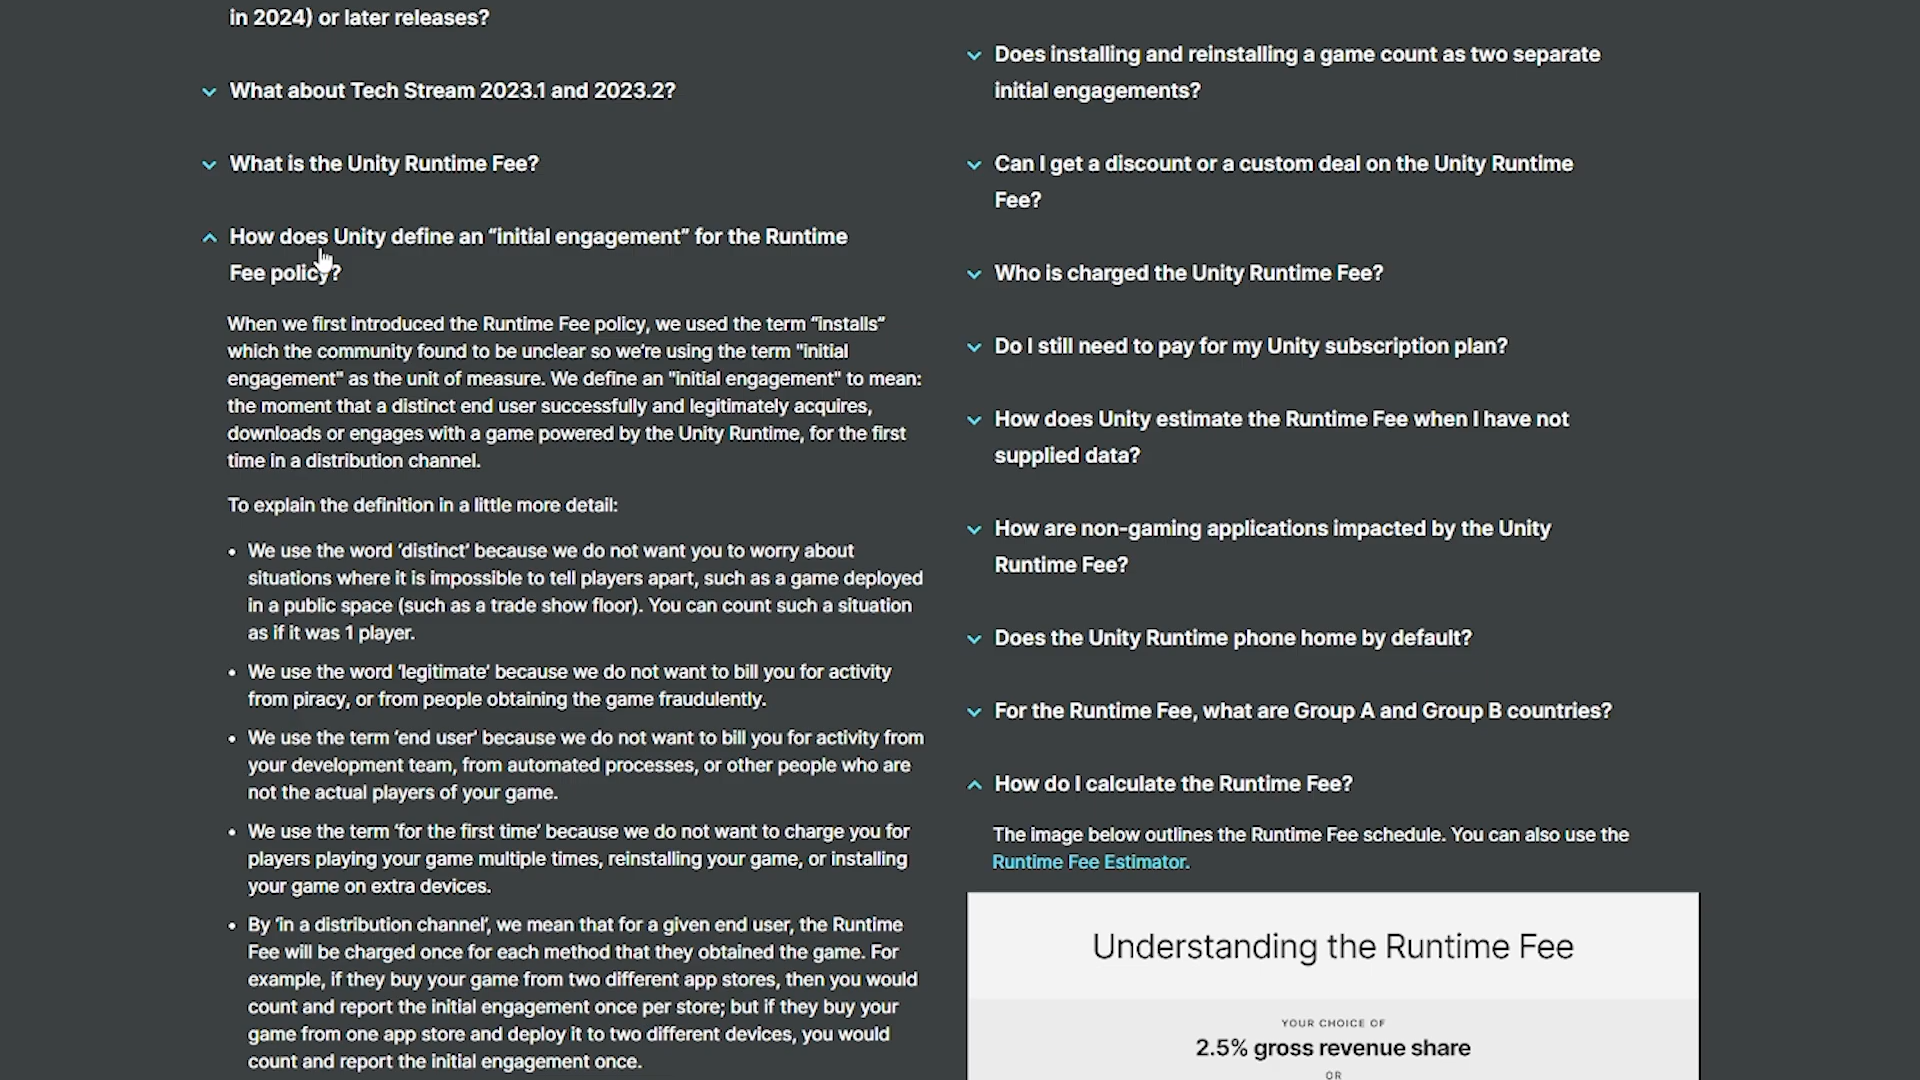 in 2024) or later releases?
What about Tech Stream 2023.1 and 2023.2?
What is the Unity Runtime Fee?
How does Unity define an “initial engagement” for the Runtime
Fee policy?
When we first introduced the Runtime Fee policy, we used the term “installs”
which the community found to be unclear so we’re using the term "initial
engagement" as the unit of measure. We define an "initial engagement" to mean:
the moment that a distinct end user successfully and legitimately acquires,
downloads or engages with a game powered by the Unity Runtime, for the first
time in a distribution channel.
To explain the definition in a little more detail:
• We use the word ‘distinct’ because we do not want you to worry about
situations where it is impossible to tell players apart, such as a game deployed
in a public space (such as a trade show floor). You can count such a situation
as if it was 1 player.
• We use the word ‘legitimate’ because we do not want to bill you for activity
from piracy, or from people obtaining the game fraudulently.
• We use the term ‘end user’ because we do not want to bill you for activity from
your development team, from automated processes, or other people who are
not the actual players of your game.
• We use the term ‘for the first time’ because we do not want to charge you for
players playing your game multiple times, reinstalling your game, or installing
your game on extra devices.
• By ‘in a distribution channel’, we mean that for a given end user, the Runtime
Fee will be charged once for each method that they obtained the game. For
example, if they buy your game from two different app stores, then you would
count and report the initial engagement once per store; but if they buy your
game from one app store and deploy it to two different devices, you would
count and report the initial engagement once.
Does installing and reinstalling a game count as two separate
initial engagements?
Can I get a discount or a custom deal on the Unity Runtime
Fee?
Who is charged the Unity Runtime Fee?
Do I still need to pay for my Unity subscription plan?
How does Unity estimate the Runtime Fee when I have not
supplied data?
How are non-gaming applications impacted by the Unity
Runtime Fee?
Does the Unity Runtime phone home by default?
For the Runtime Fee, what are Group A and Group B countries?
How do I calculate the Runtime Fee?
The image below outlines the Runtime Fee schedule. You can also use the
Runtime Fee Estimator.
Understanding the Runtime Fee
YOUR CHOICE OF
2.5% gross revenue share
OR